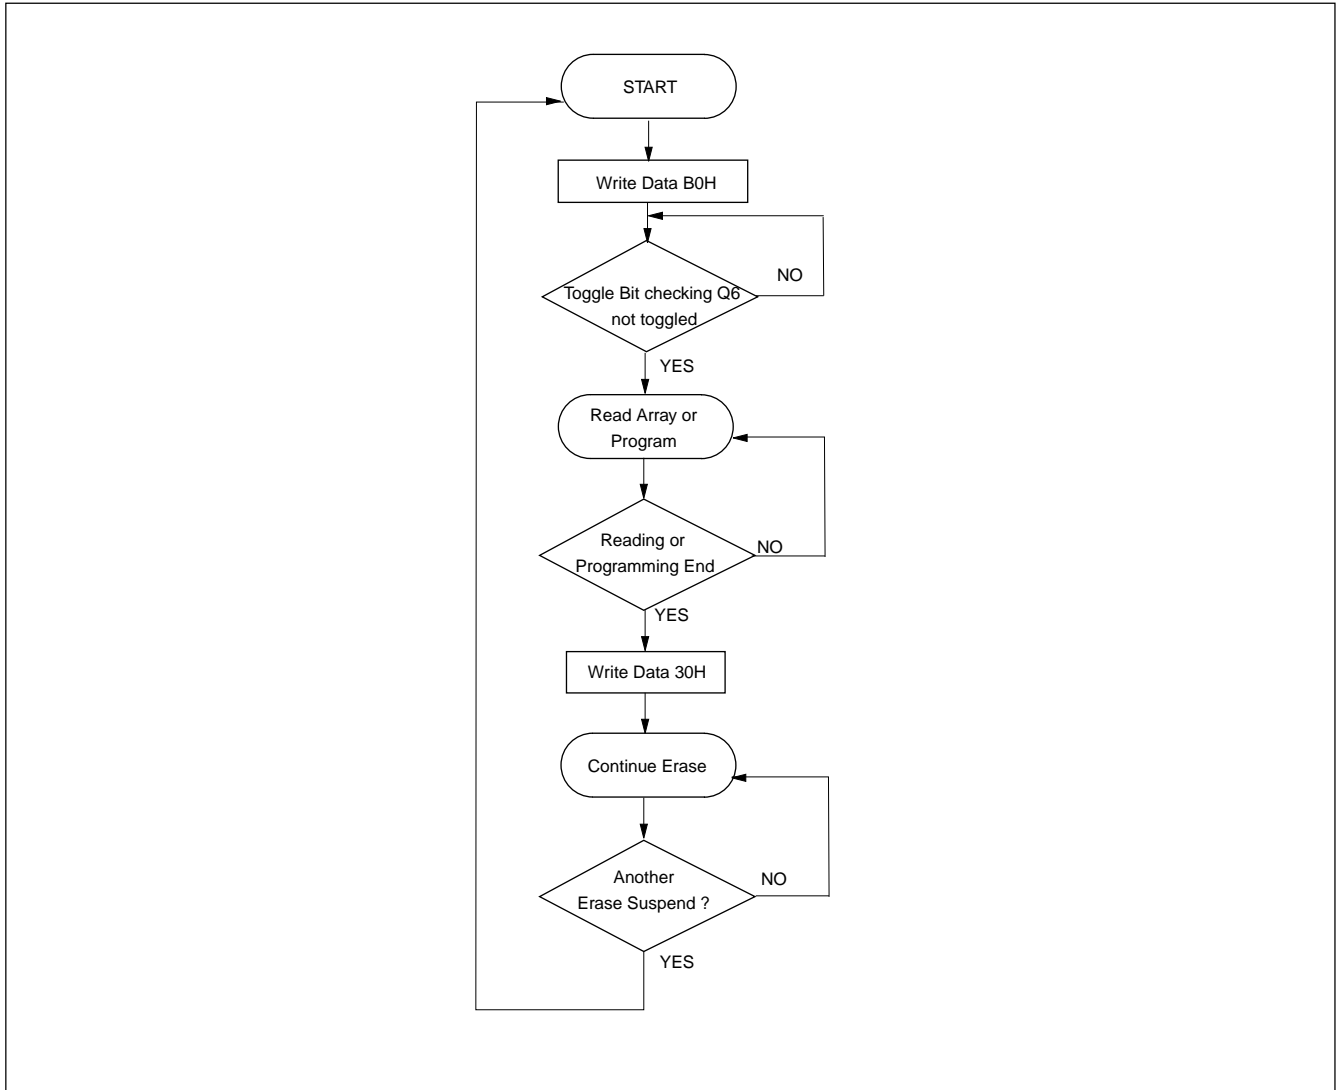 START
Write Data B0H
NO
Toggle Bit checking Q6
not toggled
YES
Read Array or
Program
Reading or
NO
Programming End
YES
Write Data 30H
Continue Erase
Another
NO
Erase Suspend ?
YES